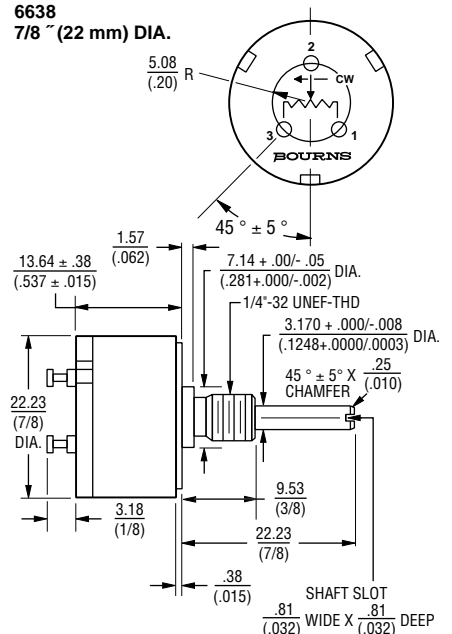 6638
7/8 ˝ (22 mm) DIA.
2
5.08
(.20)
R
CW
3
1
BOURNS
45 ° ± 5 °
1.57
(.062)
13.64 ± .38
(.537 ± .015)
7.14 + .00/- .05
(.281+.000/-.002)
DIA.
1/4"-32 UNEF-THD
3.170 + .000/-.008
(.1248+.0000/.0003)
DIA.
45 ° ± 5° X
.25
(.010)
CHAMFER
22.23
(7/8)
DIA.
3.18
(1/8)
9.53
(3/8)
22.23
(7/8)
.38
(.015)
SHAFT SLOT
.81
(.032)
WIDE X
.81
(.032)
DEEP